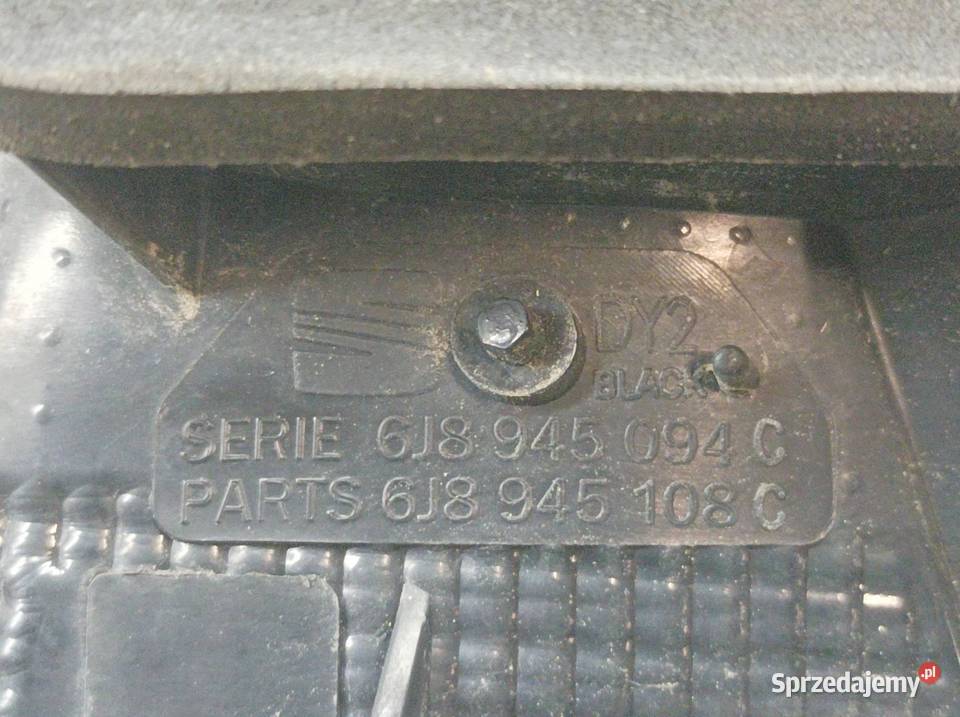 DY2
BLACK
SERIE 6J8 945 094 C
PARTS 6J8 945 108 C
Sprzedajemy.pl